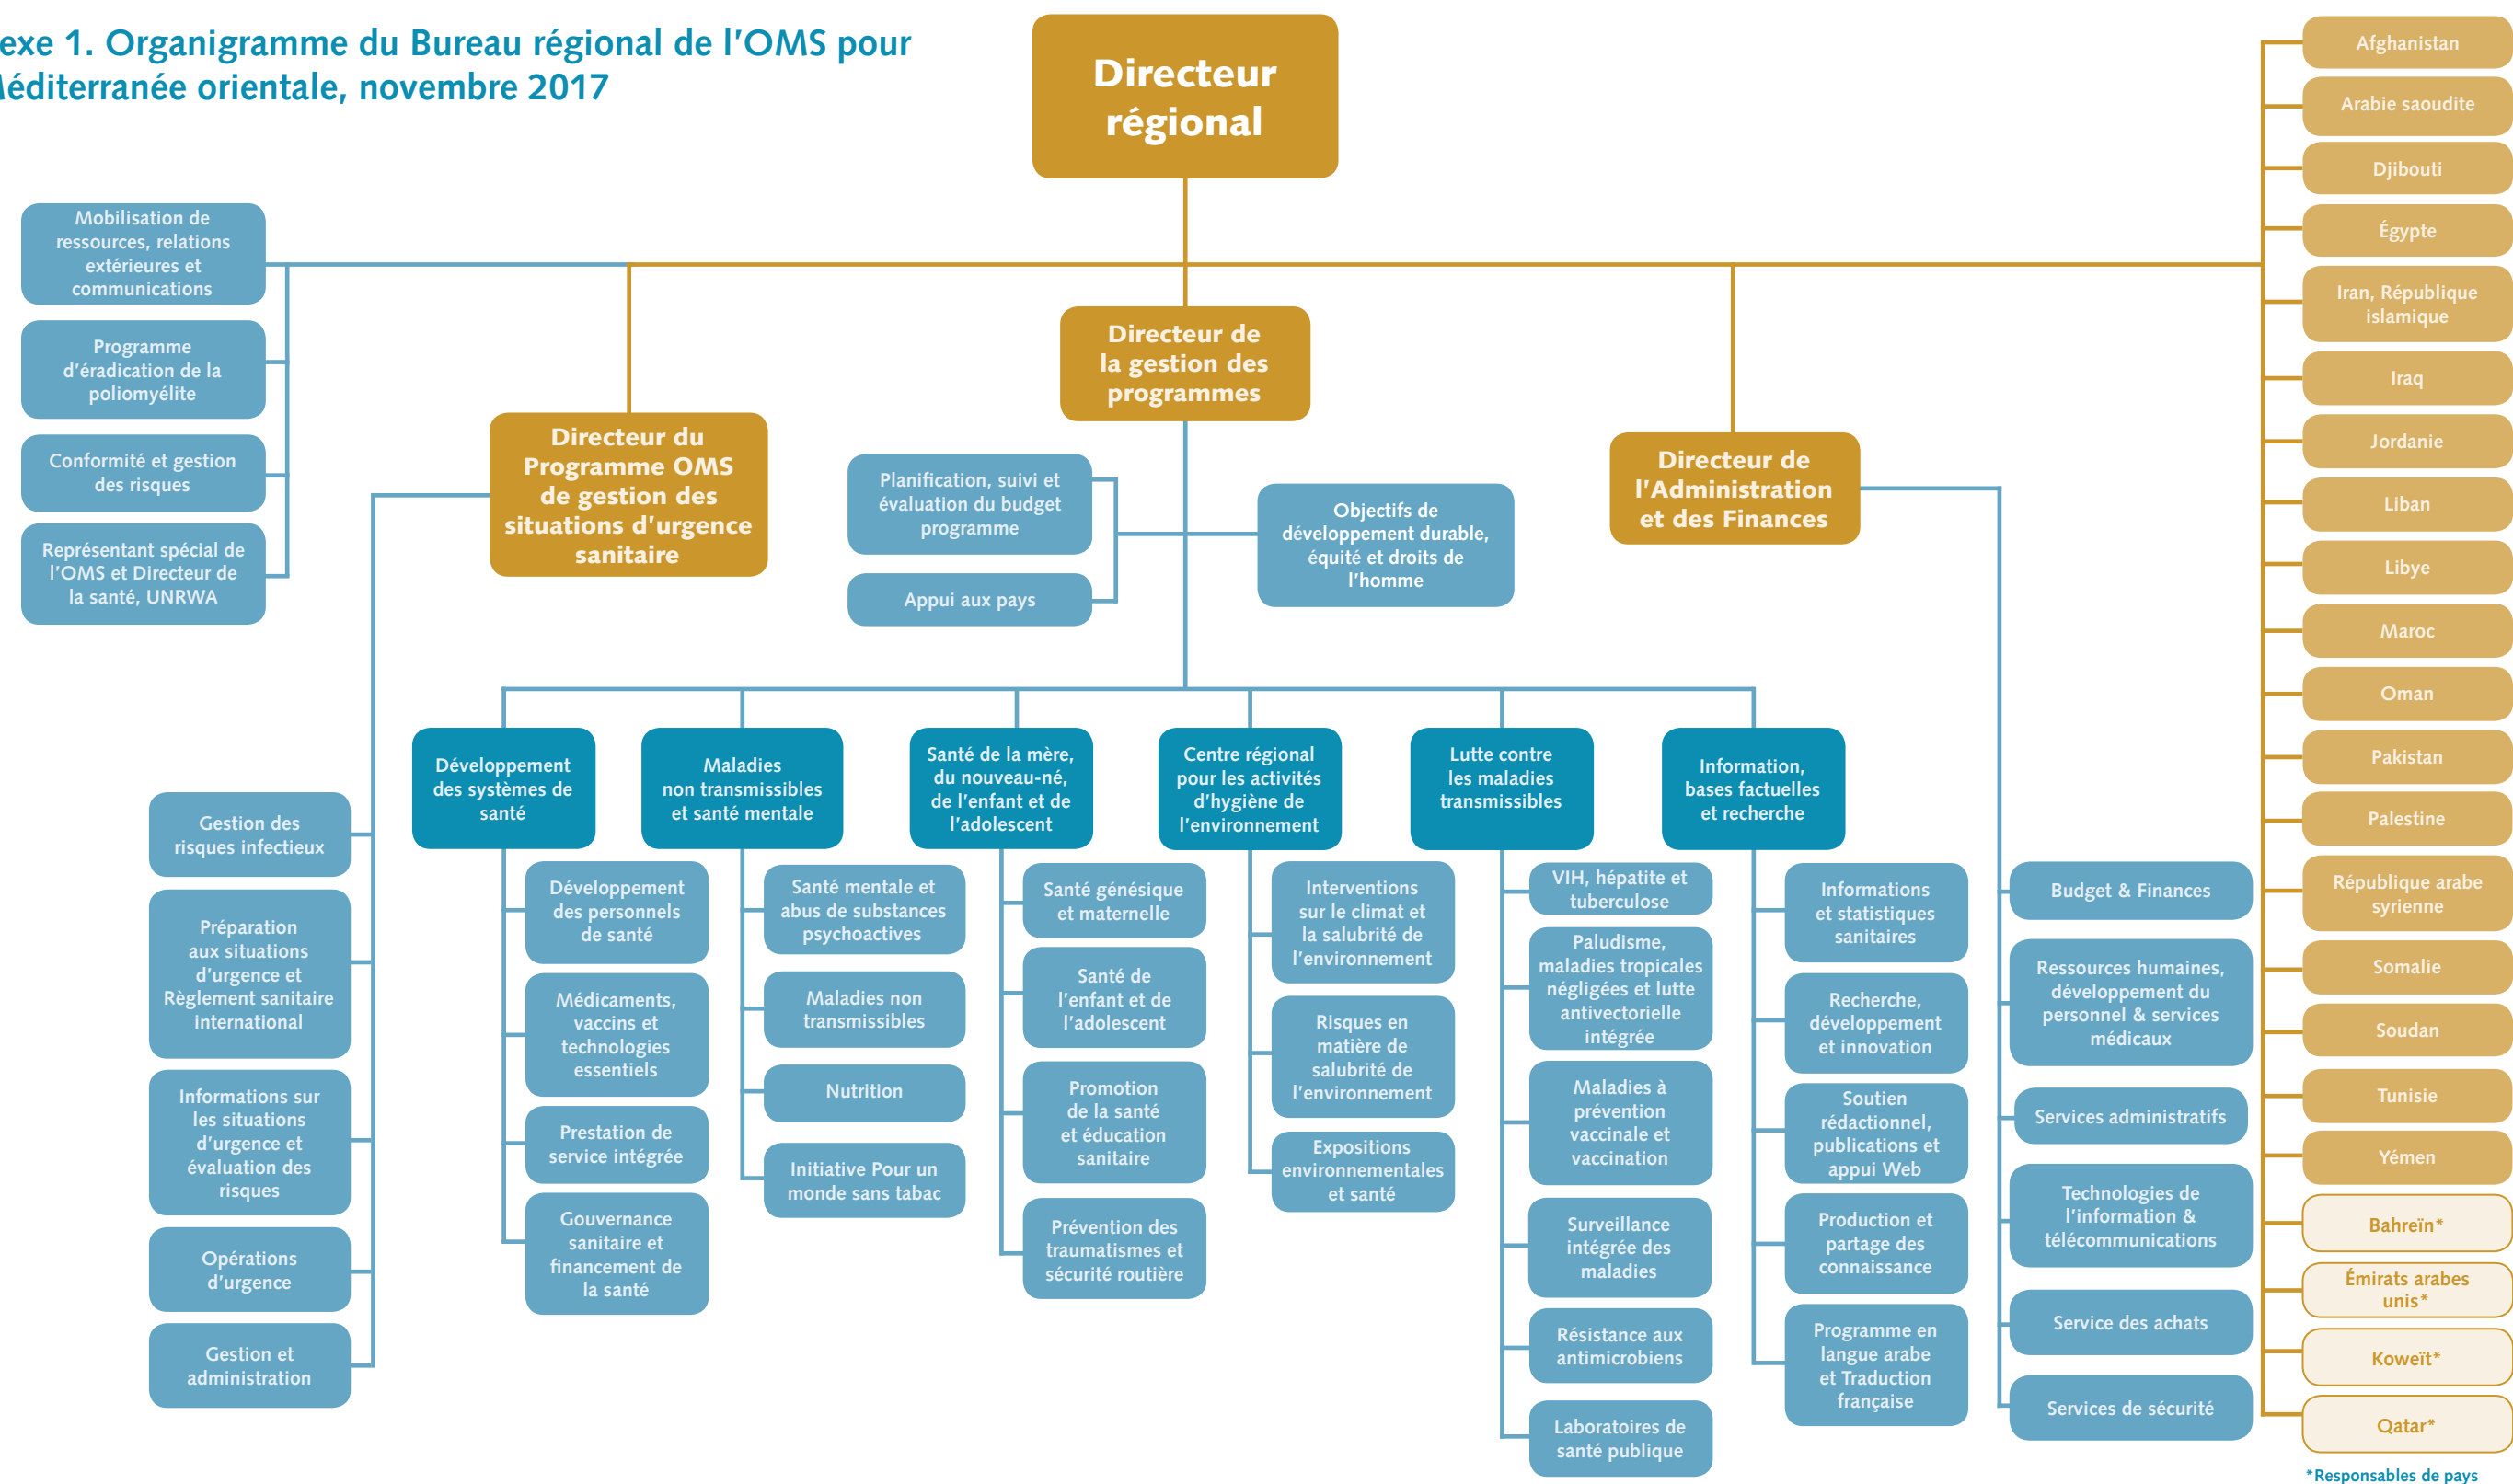 exe 1. Organigramme du Bureau régional de l'OMS pour
Méditerranée orientale, novembre 2017
Directeur
régional
Mobilisation de
ressources, relations
extérieures et
communications
Programme
d'éradication de la
poliomyélite
Conformité et gestion
des risques
Représentant spécial de
l'OMS et Directeur de
la santé, UNRWA
Directeur du
Programme OMS
de gestion des
situations d'urgence
sanitaire
Directeur de
la gestion des
programmes
Planification, suivi et
évaluation du budget
programme
Appui aux pays
Objectifs de
développement durable,
équité et droits de
l'homme
Directeur de
l'Administration
et des Finances
Gestion des
risques infectieux
Préparation
aux situations
d'urgence et
Règlement sanitaire
international
Informations sur
les situations
d'urgence et
évaluation des
risques
Opérations
d'urgence
Gestion et
administration
Développement
des systèmes de
santé
Développement
des personnels
de santé
Médicaments,
vaccins et
technologies
essentiels
Prestation de
service intégrée
Gouvernance
sanitaire et
financement de
la santé
Maladies
non transmissibles
et santé mentale
Santé mentale et
abus de substances
psychoactives
Maladies non
transmissibles
Nutrition
Initiative Pour un
monde sans tabac
Santé de la mère,
du nouveau-né,
de l'enfant et de
l'adolescent
Santé génésique
et maternelle
Santé de
l'enfant et de
l'adolescent
Promotion
de la santé
et éducation
sanitaire
Prévention des
traumatismes et
sécurité routière
Centre régional
pour les activités
d'hygiène de
l'environnement
Interventions
sur le climat et
la salubrité de
l'environnement
Risques en
matière de
salubrité de
l'environnement
Expositions
environnementales
et santé
Lutte contre
les maladies
transmissibles
VIH, hépatite et
tuberculose
Paludisme,
maladies tropicales
négligées et lutte
antivectorielle
intégrée
Maladies à
prévention
vaccinale et
vaccination
Surveillance
intégrée des
maladies
Résistance aux
antimicrobiens
Laboratoires de
santé publique
Information,
bases factuelles
et recherche
Informations
et statistiques
sanitaires
Recherche,
développement
et innovation
Soutien
rédactionnel,
publications et
appui Web
Production et
partage des
connaissance
Programme en
langue arabe
et Traduction
française
Budget & Finances
Ressources humaines,
développement du
personnel & services
médicaux
Services administratifs
Technologies de
l'information &
télécommunications
Service des achats
Services de sécurité
Afghanistan
Arabie saoudite
Djibouti
Égypte
Iran, République
islamique
Iraq
Jordanie
Liban
Libye
Maroc
Oman
Pakistan
Palestine
République arabe
syrienne
Somalie
Soudan
Tunisie
Yémen
Bahreïn*
Émirats arabes
unis*
Koweït*
Qatar*
*Responsables de pays